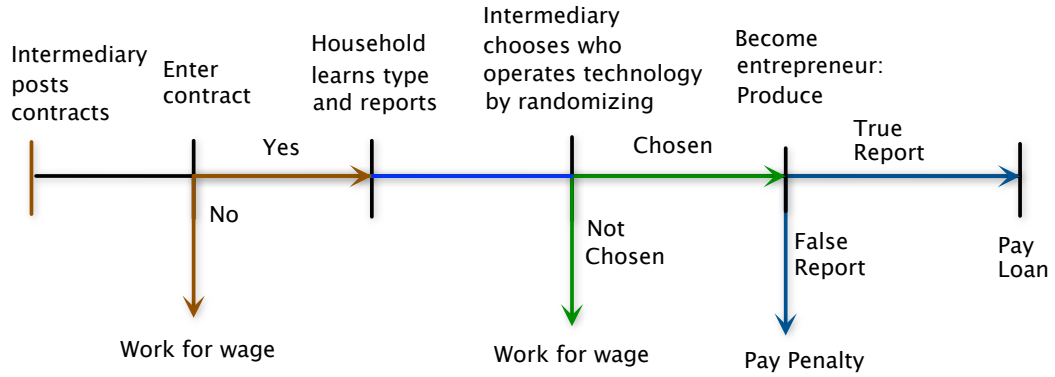 Intermediary
posts
contracts
Enter
contract
Household
learns type
and reports
Intermediary
chooses who
operates technology
by randomizing
Become
entrepreneur:
Produce
Yes
No
Chosen
Not
Chosen
True
Report
False
Report
Pay
Loan
Work for wage
Work for wage
Pay Penalty